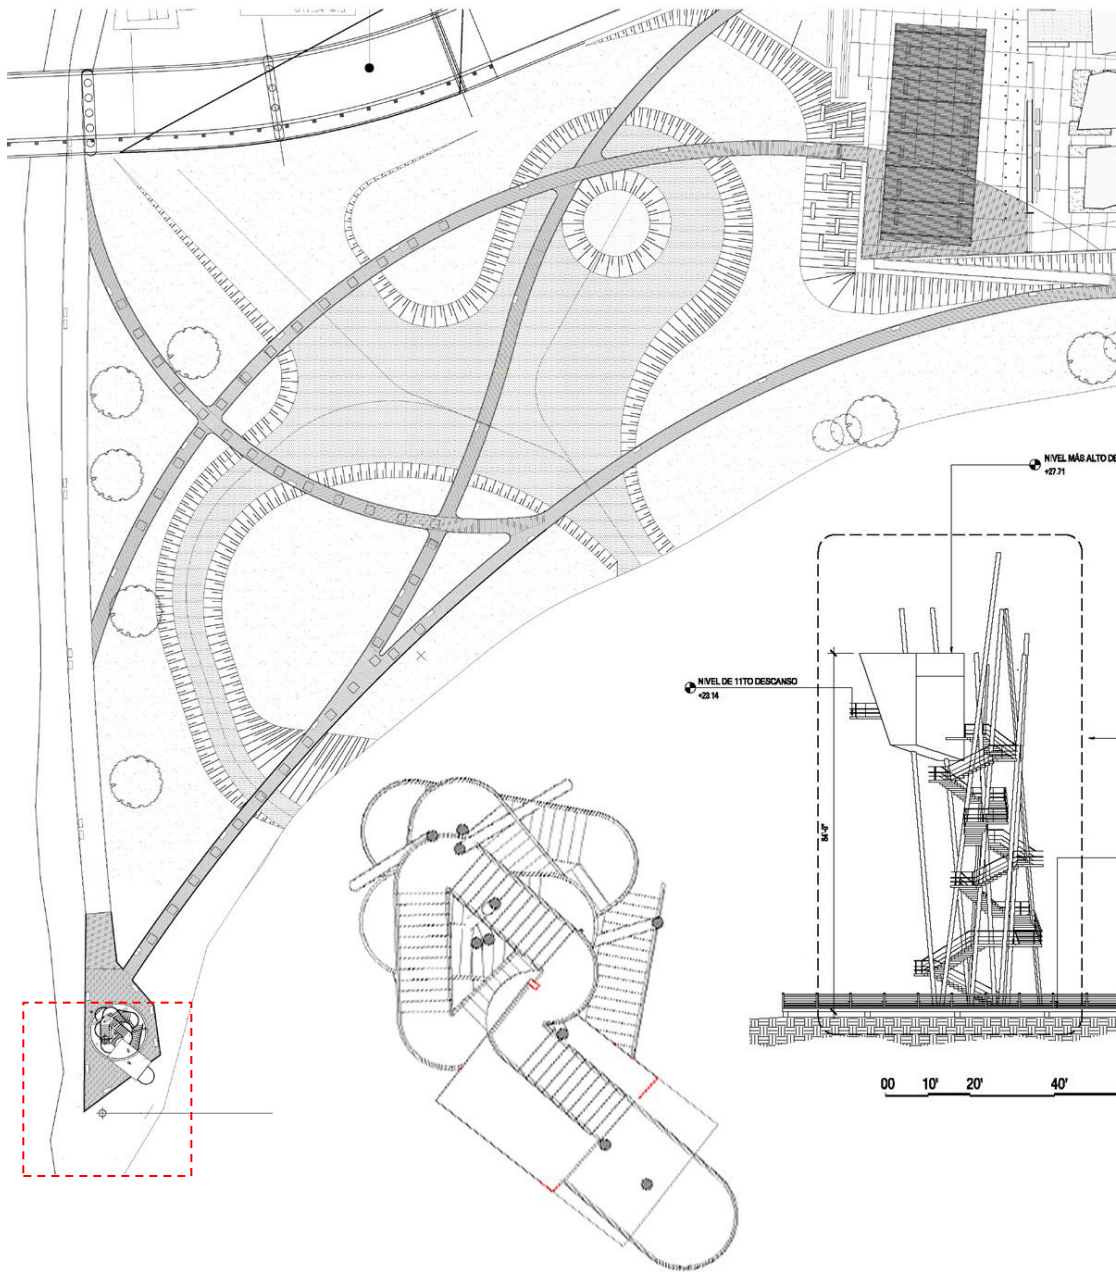 NIVEL MÁS ALTO DE
+27.71
NIVEL DE 11TO DESCANSO
+23.14
84'-0"
00 10' 20' 40'